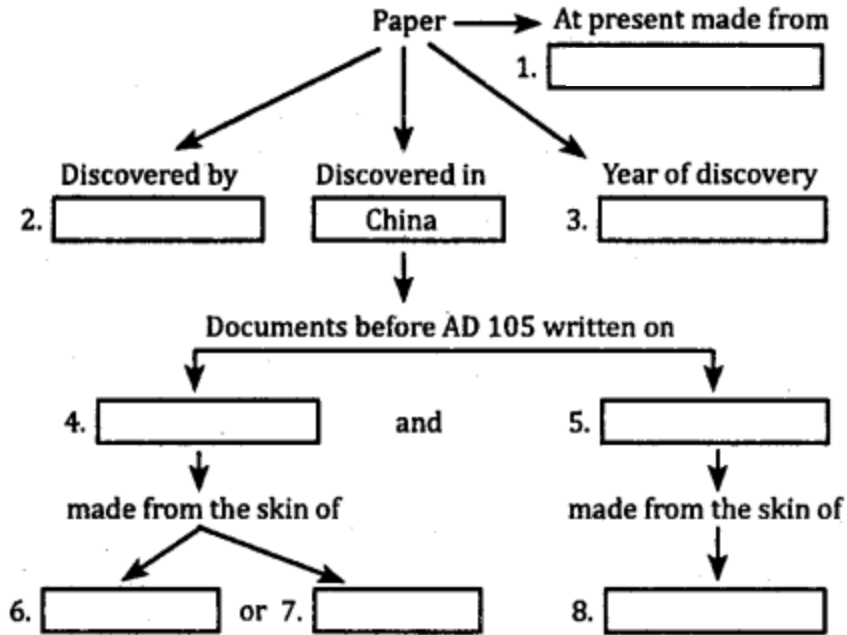 Paper At present made from
1.
Discovered by Discovered in Year of discovery
2. China 3.
Documents before AD 105 written on
4. and 5.
made from the skin of made from the skin of
6. or 7. 8.